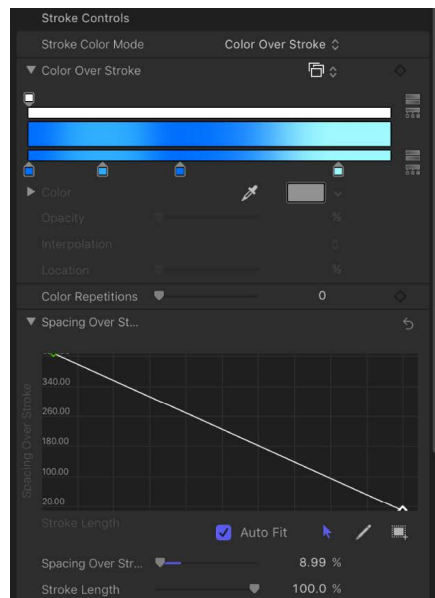 Stroke Controls
Stroke Color Mode Color Over Stroke
Color Over Stroke
Color
Opacity %
Interpolation
Location %
Color Repetitions 0
Spacing Over St...
340.00
260.00
180.00
100.00
20.00
Spacing Over Stroke
Stroke Length
Auto Fit
Spacing Over Str... 8.99 %
Stroke Length 100.0 %